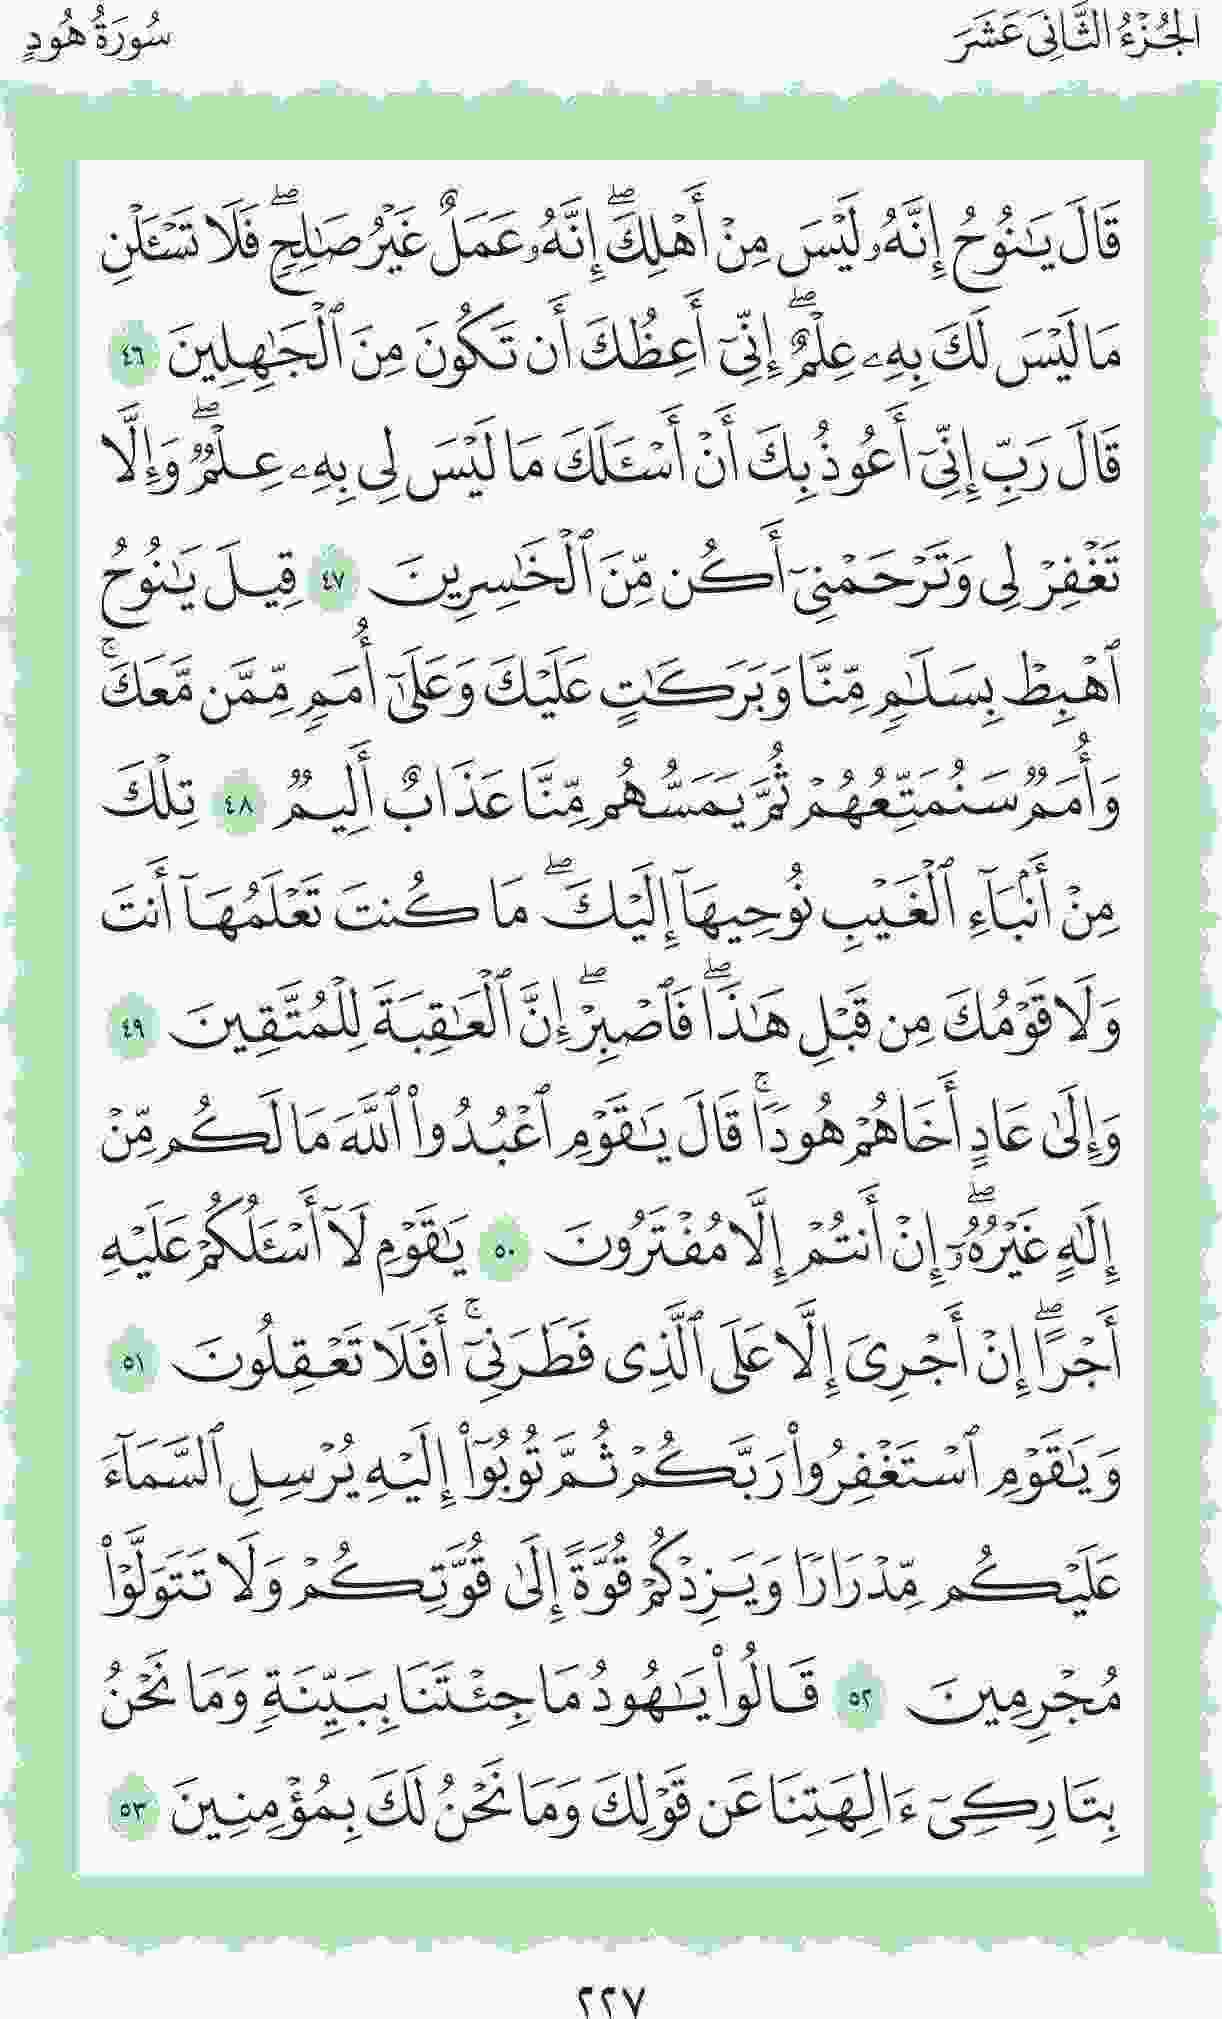 الجُزْءُ الثَّانِيَ عَشَرَ
سُورَةُ هُودٍ
قَالَ يَٰنُوحُ إِنَّهُۥ لَيْسَ مِنْ أَهْلِكَ ۖ إِنَّهُۥ عَمَلٌ غَيْرُ صَٰلِحٍ ۖ فَلَا تَسْـَٔلْنِ
مَا لَيْسَ لَكَ بِهِۦ عِلْمٌ ۖ إِنِّىٓ أَعِظُكَ أَن تَكُونَ مِنَ ٱلْجَٰهِلِينَ ٤٦
قَالَ رَبِّ إِنِّىٓ أَعُوذُ بِكَ أَنْ أَسْـَٔلَكَ مَا لَيْسَ لِى بِهِۦ عِلْمٌ ۖ وَإِلَّا
تَغْفِرْ لِى وَتَرْحَمْنِىٓ أَكُن مِّنَ ٱلْخَٰسِرِينَ ٤٧ قِيلَ يَٰنُوحُ
ٱهْبِطْ بِسَلَٰمٍ مِّنَّا وَبَرَكَٰتٍ عَلَيْكَ وَعَلَىٰٓ أُمَمٍ مِّمَّن مَّعَكَ ۚ
وَأُمَمٌ سَنُمَتِّعُهُمْ ثُمَّ يَمَسُّهُم مِّنَّا عَذَابٌ أَلِيمٌ ٤٨ تِلْكَ
مِنْ أَنۢبَآءِ ٱلْغَيْبِ نُوحِيهَآ إِلَيْكَ ۖ مَا كُنتَ تَعْلَمُهَآ أَنتَ
وَلَا قَوْمُكَ مِن قَبْلِ هَٰذَا ۖ فَٱصْبِرْ ۖ إِنَّ ٱلْعَٰقِبَةَ لِلْمُتَّقِينَ ٤٩
وَإِلَىٰ عَادٍ أَخَاهُمْ هُودًا ۚ قَالَ يَٰقَوْمِ ٱعْبُدُوا۟ ٱللَّهَ مَا لَكُم مِّنْ
إِلَٰهٍ غَيْرُهُۥٓ ۖ إِنْ أَنتُمْ إِلَّا مُفْتَرُونَ ٥٠ يَٰقَوْمِ لَآ أَسْـَٔلُكُمْ عَلَيْهِ
أَجْرًا ۖ إِنْ أَجْرِىَ إِلَّا عَلَى ٱلَّذِى فَطَرَنِىٓ ۚ أَفَلَا تَعْقِلُونَ ٥١
وَيَٰقَوْمِ ٱسْتَغْفِرُوا۟ رَبَّكُمْ ثُمَّ تُوبُوٓا۟ إِلَيْهِ يُرْسِلِ ٱلسَّمَآءَ
عَلَيْكُم مِّدْرَارًا وَيَزِدْكُمْ قُوَّةً إِلَىٰ قُوَّتِكُمْ وَلَا تَتَوَلَّوْا۟
مُجْرِمِينَ ٥٢ قَالُوا۟ يَٰهُودُ مَا جِئْتَنَا بِبَيِّنَةٍ وَمَا نَحْنُ
بِتَارِكِىٓ ءَالِهَتِنَا عَن قَوْلِكَ وَمَا نَحْنُ لَكَ بِمُؤْمِنِينَ ٥٣
٢٢٧